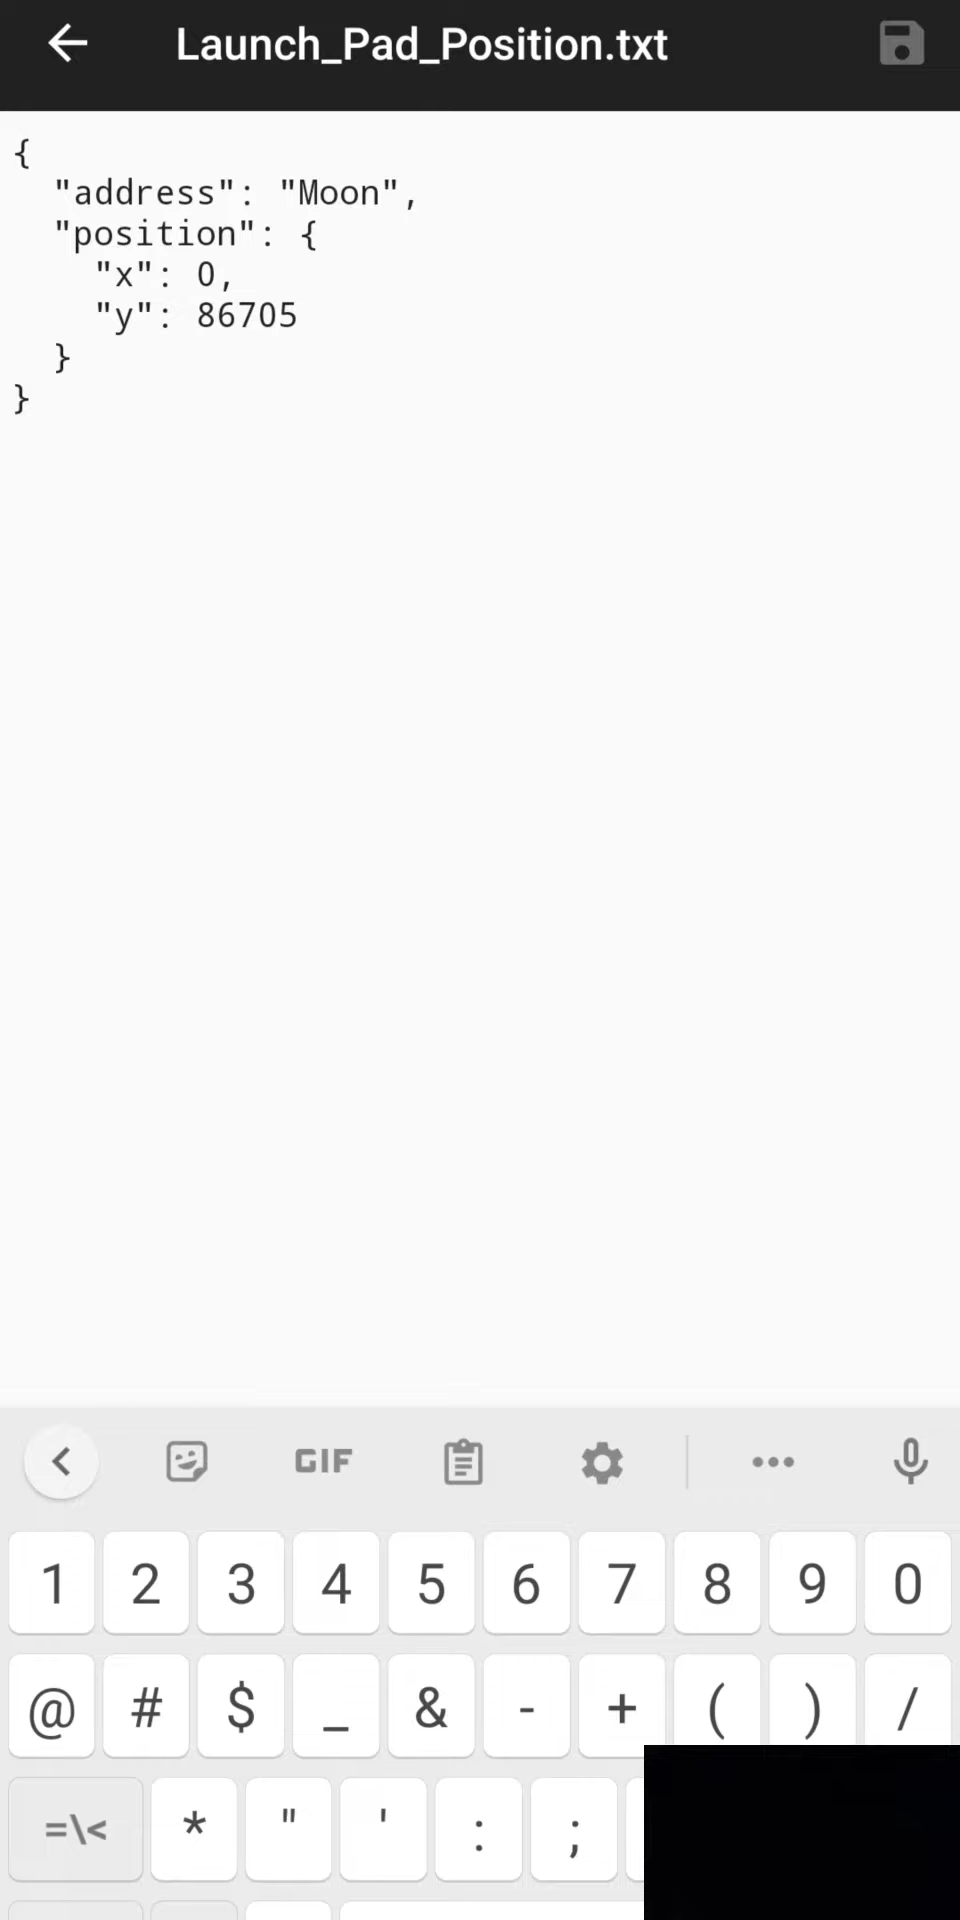 Launch_Pad_Position.txt
{
  "address": "Moon",
  "position": {
    "x": 0,
    "y": 86705
  }
}
GIF
1 2 3 4 5 6 7 8 9 0
@ # $ _ & - + ( ) /
=\< * " ' : ;